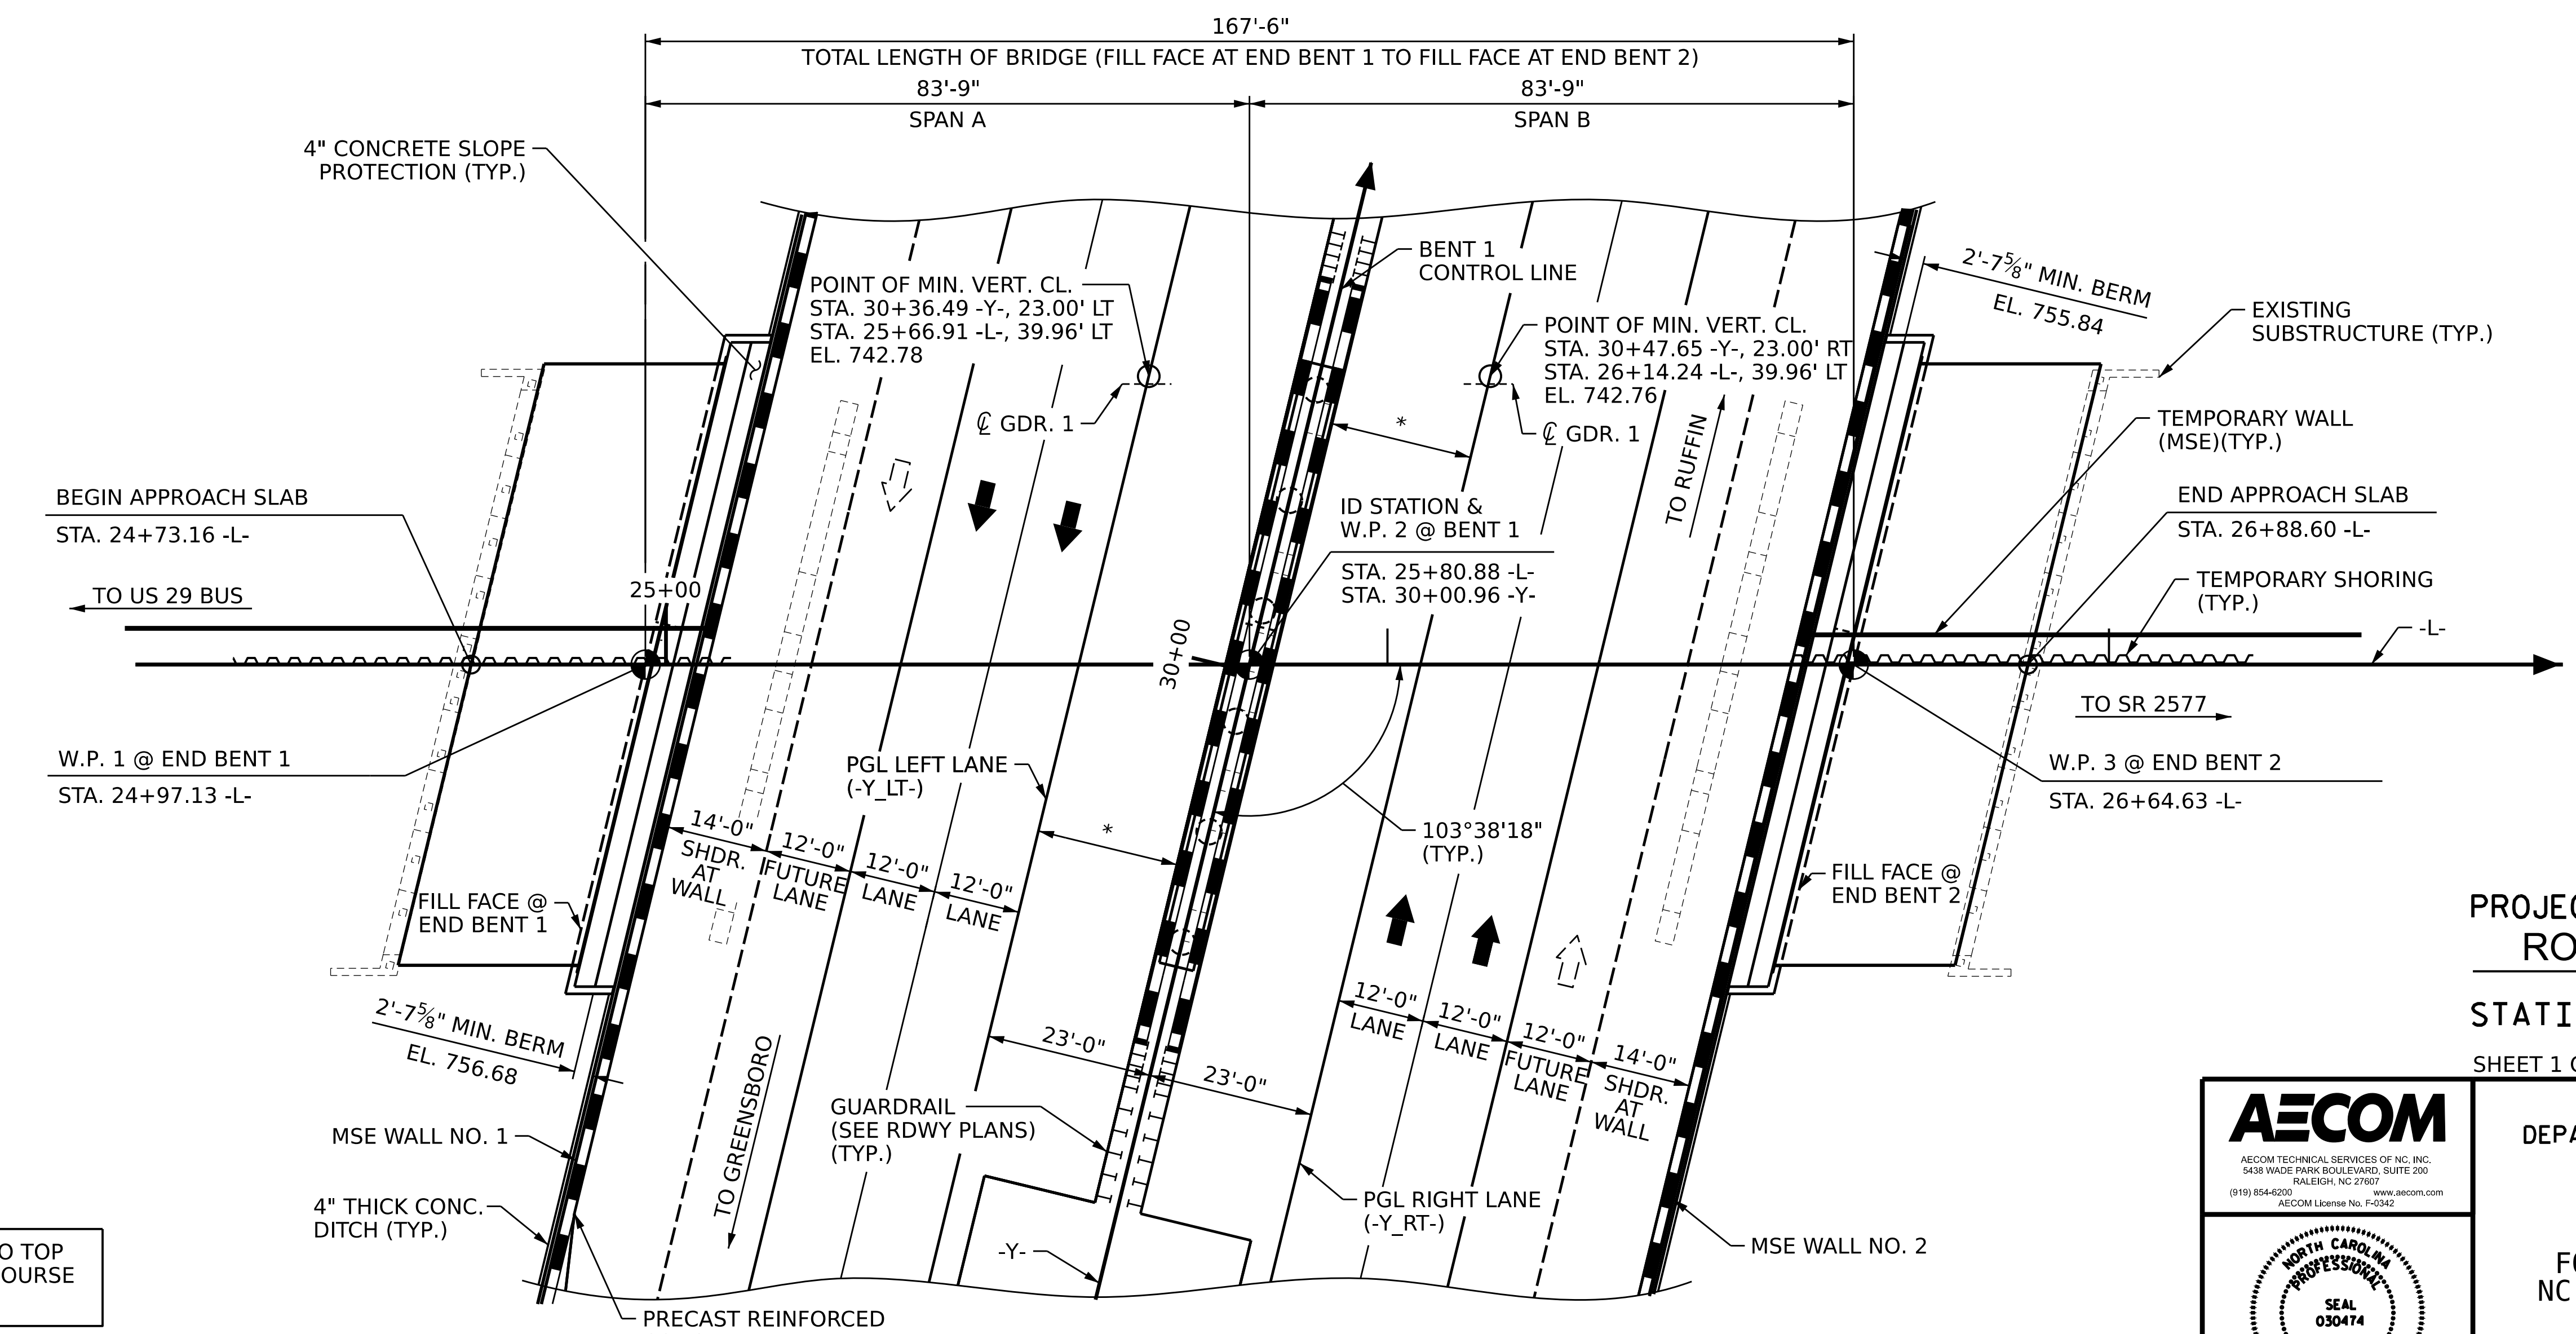 167'-6"
TOTAL LENGTH OF BRIDGE (FILL FACE AT END BENT 1 TO FILL FACE AT END BENT 2)
83'-9"
SPAN A
83'-9"
SPAN B
4" CONCRETE SLOPE
PROTECTION (TYP.)
POINT OF MIN. VERT. CL.
STA. 30+36.49 -Y-, 23.00' LT
STA. 25+66.91 -L-, 39.96' LT
EL. 742.78
℄ GDR. 1
BENT 1
CONTROL LINE
POINT OF MIN. VERT. CL.
STA. 30+47.65 -Y-, 23.00' RT
STA. 26+14.24 -L-, 39.96' LT
EL. 742.76
℄ GDR. 1
*
2'-7⅝" MIN. BERM
EL. 755.84
EXISTING
SUBSTRUCTURE (TYP.)
TEMPORARY WALL
(MSE)(TYP.)
TO RUFFIN
BEGIN APPROACH SLAB
STA. 24+73.16 -L-
TO US 29 BUS
25+00
ID STATION &
W.P. 2 @ BENT 1
STA. 25+80.88 -L-
STA. 30+00.96 -Y-
END APPROACH SLAB
STA. 26+88.60 -L-
TEMPORARY SHORING
(TYP.)
-L-
30+00
TO SR 2577
W.P. 1 @ END BENT 1
STA. 24+97.13 -L-
W.P. 3 @ END BENT 2
STA. 26+64.63 -L-
PGL LEFT LANE
(-Y_LT-)
*
103°38'18"
(TYP.)
14'-0"
SHDR.
AT
WALL
12'-0"
FUTURE
LANE
12'-0"
LANE
12'-0"
LANE
FILL FACE @
END BENT 1
FILL FACE @
END BENT 2
2'-7⅝" MIN. BERM
EL. 756.68
23'-0"
23'-0"
12'-0"
LANE
12'-0"
LANE
12'-0"
FUTURE
LANE
14'-0"
SHDR.
AT
WALL
TO GREENSBORO
GUARDRAIL
(SEE RDWY PLANS)
(TYP.)
MSE WALL NO. 1
4" THICK CONC.
DITCH (TYP.)
PGL RIGHT LANE
(-Y_RT-)
-Y-
MSE WALL NO. 2
PRECAST REINFORCED
O TOP
OURSE
PROJEC
RO
STATI
SHEET 1 O
AECOM
AECOM TECHNICAL SERVICES OF NC, INC.
5438 WADE PARK BOULEVARD, SUITE 200
RALEIGH, NC 27607
(919) 854-6200 www.aecom.com
AECOM License No. F-0342
DEPA
FO
NC
NORTH CAROLINA
PROFESSIONAL
SEAL
030474